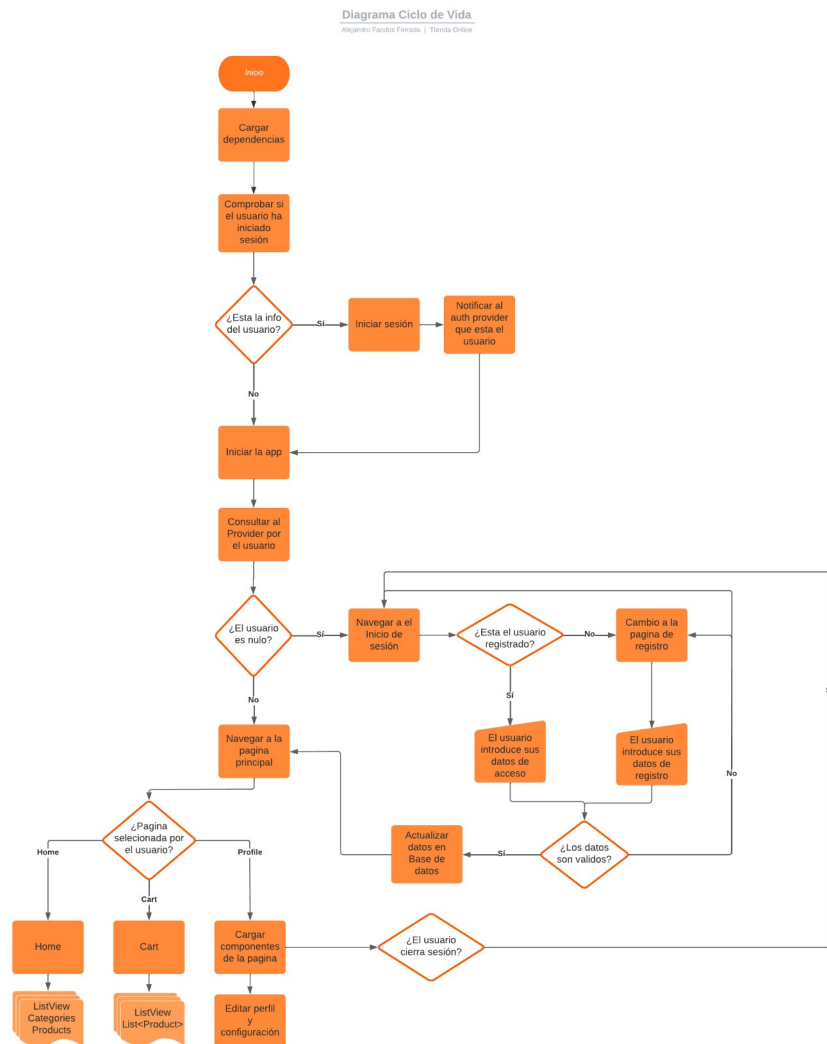 Diagrama Ciclo de Vida
Alejandro Fandos Ferrada | Ttenda Online
Inicio
Cargar
dependencias
Comprobar si
el usuario ha
iniciado
sesión
¿Esta la info
del usuario?
Sí
Iniciar sesión
Notificar al
auth provider
que esta el
usuario
No
Iniciar la app
Consultar al
Provider por
el usuario
¿El usuario
es nulo?
Sí
Navegar a el
Inicio de
sesión
¿Esta el usuario
registrado?
No
Cambio a la
pagina de
registro
Sí
No
Navegar a la
pagina
principal
El usuario
introduce sus
datos de
acceso
El usuario
introduce sus
datos de
registro
No
¿Pagina
selecionada por
el usuario?
Actualizar
datos en
Base de
datos
Sí
¿Los datos
son validos?
Home
Profile
Cart
Home
Cart
Cargar
componentes
de la pagina
¿El usuario
cierra sesión?
ListView
Categories
Products
ListView
List<Product>
Editar perfil
y
configuración